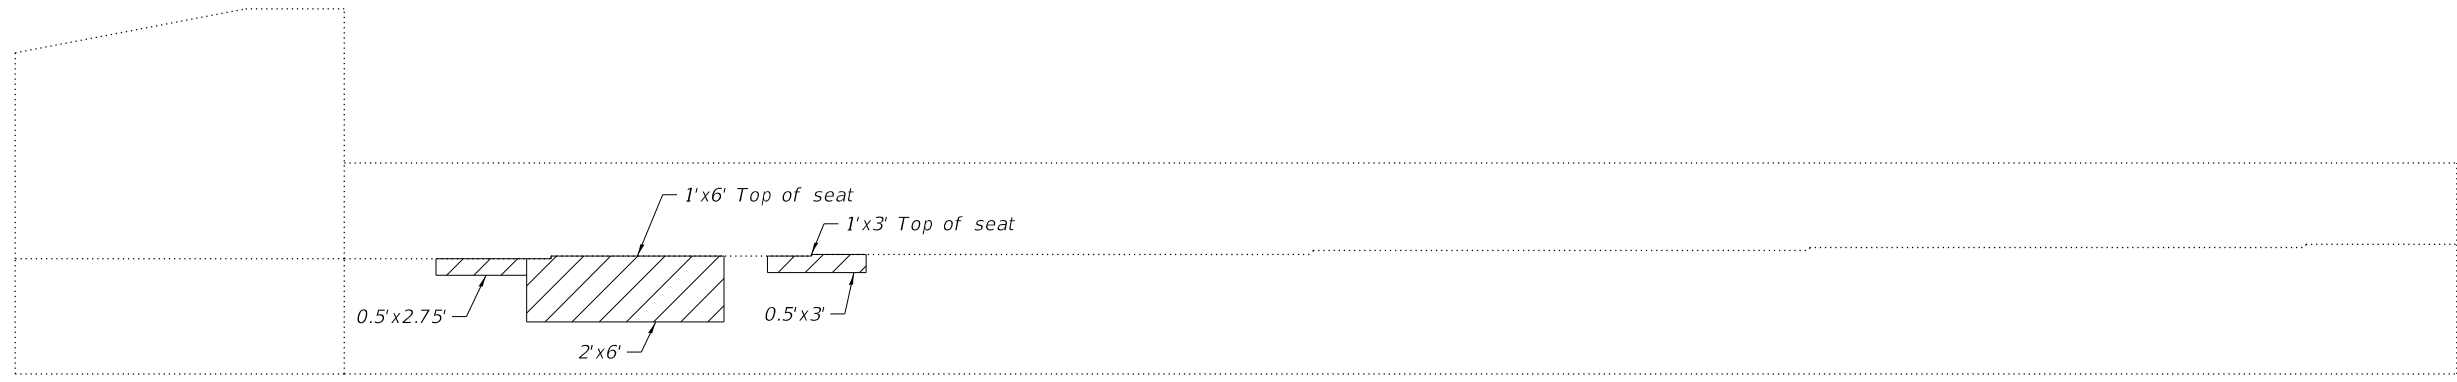 1'x6' Top of seat
1'x3' Top of seat
0.5'x2.75'
0.5'x3'
2'x6'